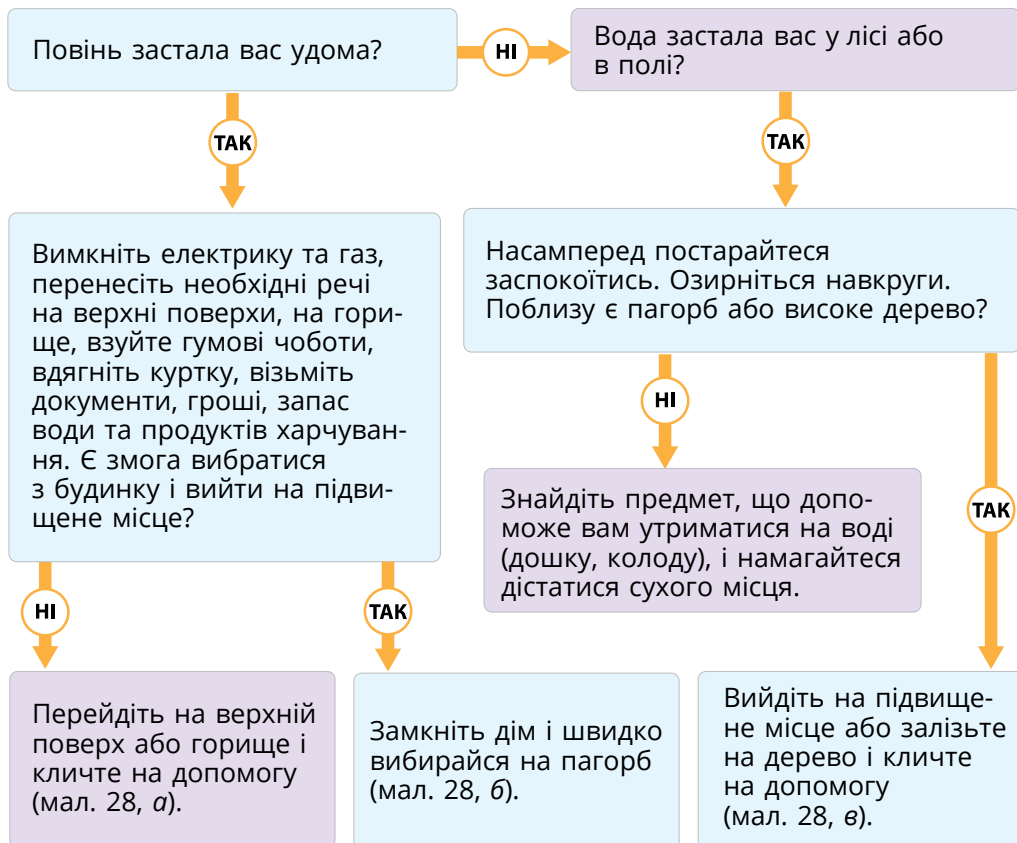 Повінь застала вас удома?
НІ
Вода застала вас у лісі або
в полі?
ТАК
ТАК
Вимкніть електрику та газ,
перенесіть необхідні речі
на верхні поверхи, на гори-
ще, взуйте гумові чоботи,
вдягніть куртку, візьміть
документи, гроші, запас
води та продуктів харчуван-
ня. Є змога вибратися
з будинку і вийти на підви-
щене місце?
Насамперед постарайтеся
заспокоїтись. Озирніться навкруги.
Поблизу є пагорб або високе дерево?
НІ
ТАК
Знайдіть предмет, що допо-
може вам утриматися на воді
(дошку, колоду), і намагайтеся
дістатися сухого місця.
НІ
ТАК
Перейдіть на верхній
поверх або горище і
кличте на допомогу
(мал. 28, а).
Замкніть дім і швидко
вибирайся на пагорб
(мал. 28, б).
Вийдіть на підвище-
не місце або залізьте
на дерево і кличте
на допомогу
(мал. 28, в).